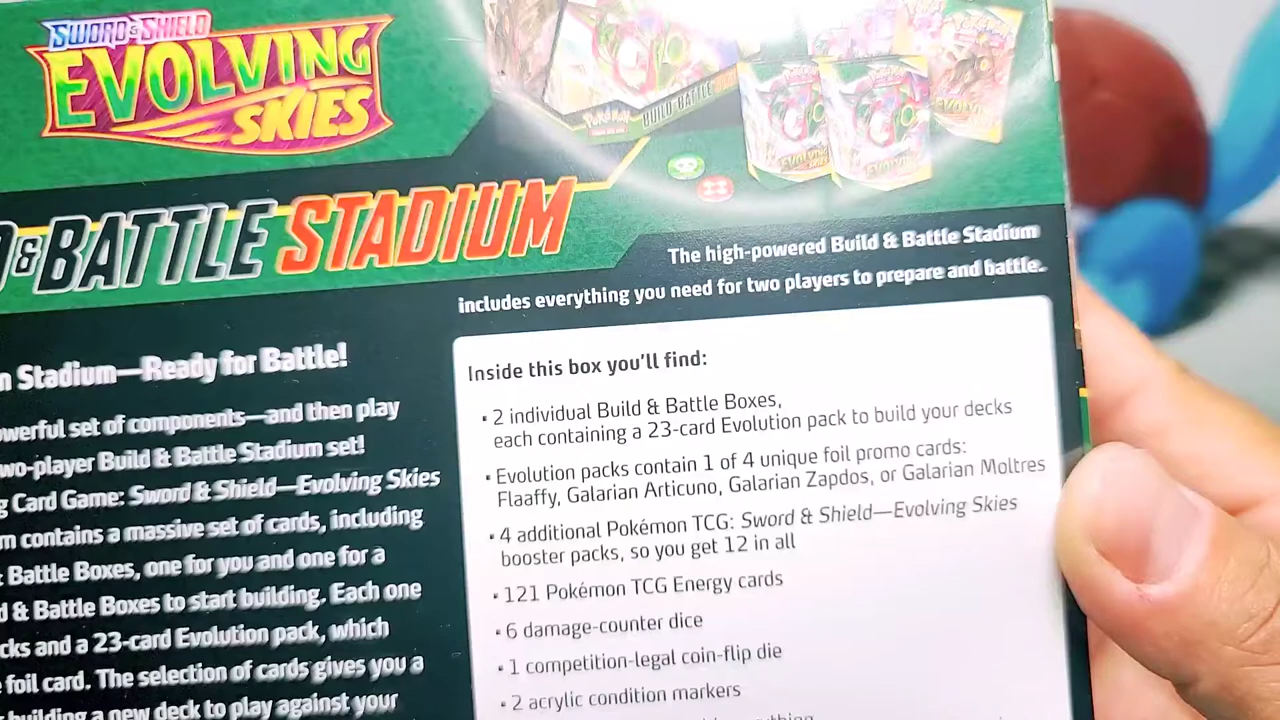 SWORD & SHIELD
EVOLVING
SKIES
Pokémon
BUILD & BATTLE
EVOLVING
& BATTLE STADIUM
The high-powered Build & Battle Stadium
includes everything you need for two players to prepare and battle.
Stadium—Ready for Battle!
set of components—and then play
two-player Build & Battle Stadium set!
Card Game: Sword & Shield—Evolving Skies
contains a massive set of cards, including
Battle Boxes, one for you and one for a
& Battle Boxes to start building. Each one
and a 23-card Evolution pack, which
foil card. The selection of cards gives you a
building a new deck to play against your
Inside this box you'll find:
• 2 individual Build & Battle Boxes,
each containing a 23-card Evolution pack to build your decks
• Evolution packs contain 1 of 4 unique foil promo cards:
Flaaffy, Galarian Articuno, Galarian Zapdos, or Galarian Moltres
• 4 additional Pokémon TCG: Sword & Shield—Evolving Skies
booster packs, so you get 12 in all
• 121 Pokémon TCG Energy cards
• 6 damage-counter dice
• 1 competition-legal coin-flip die
• 2 acrylic condition markers